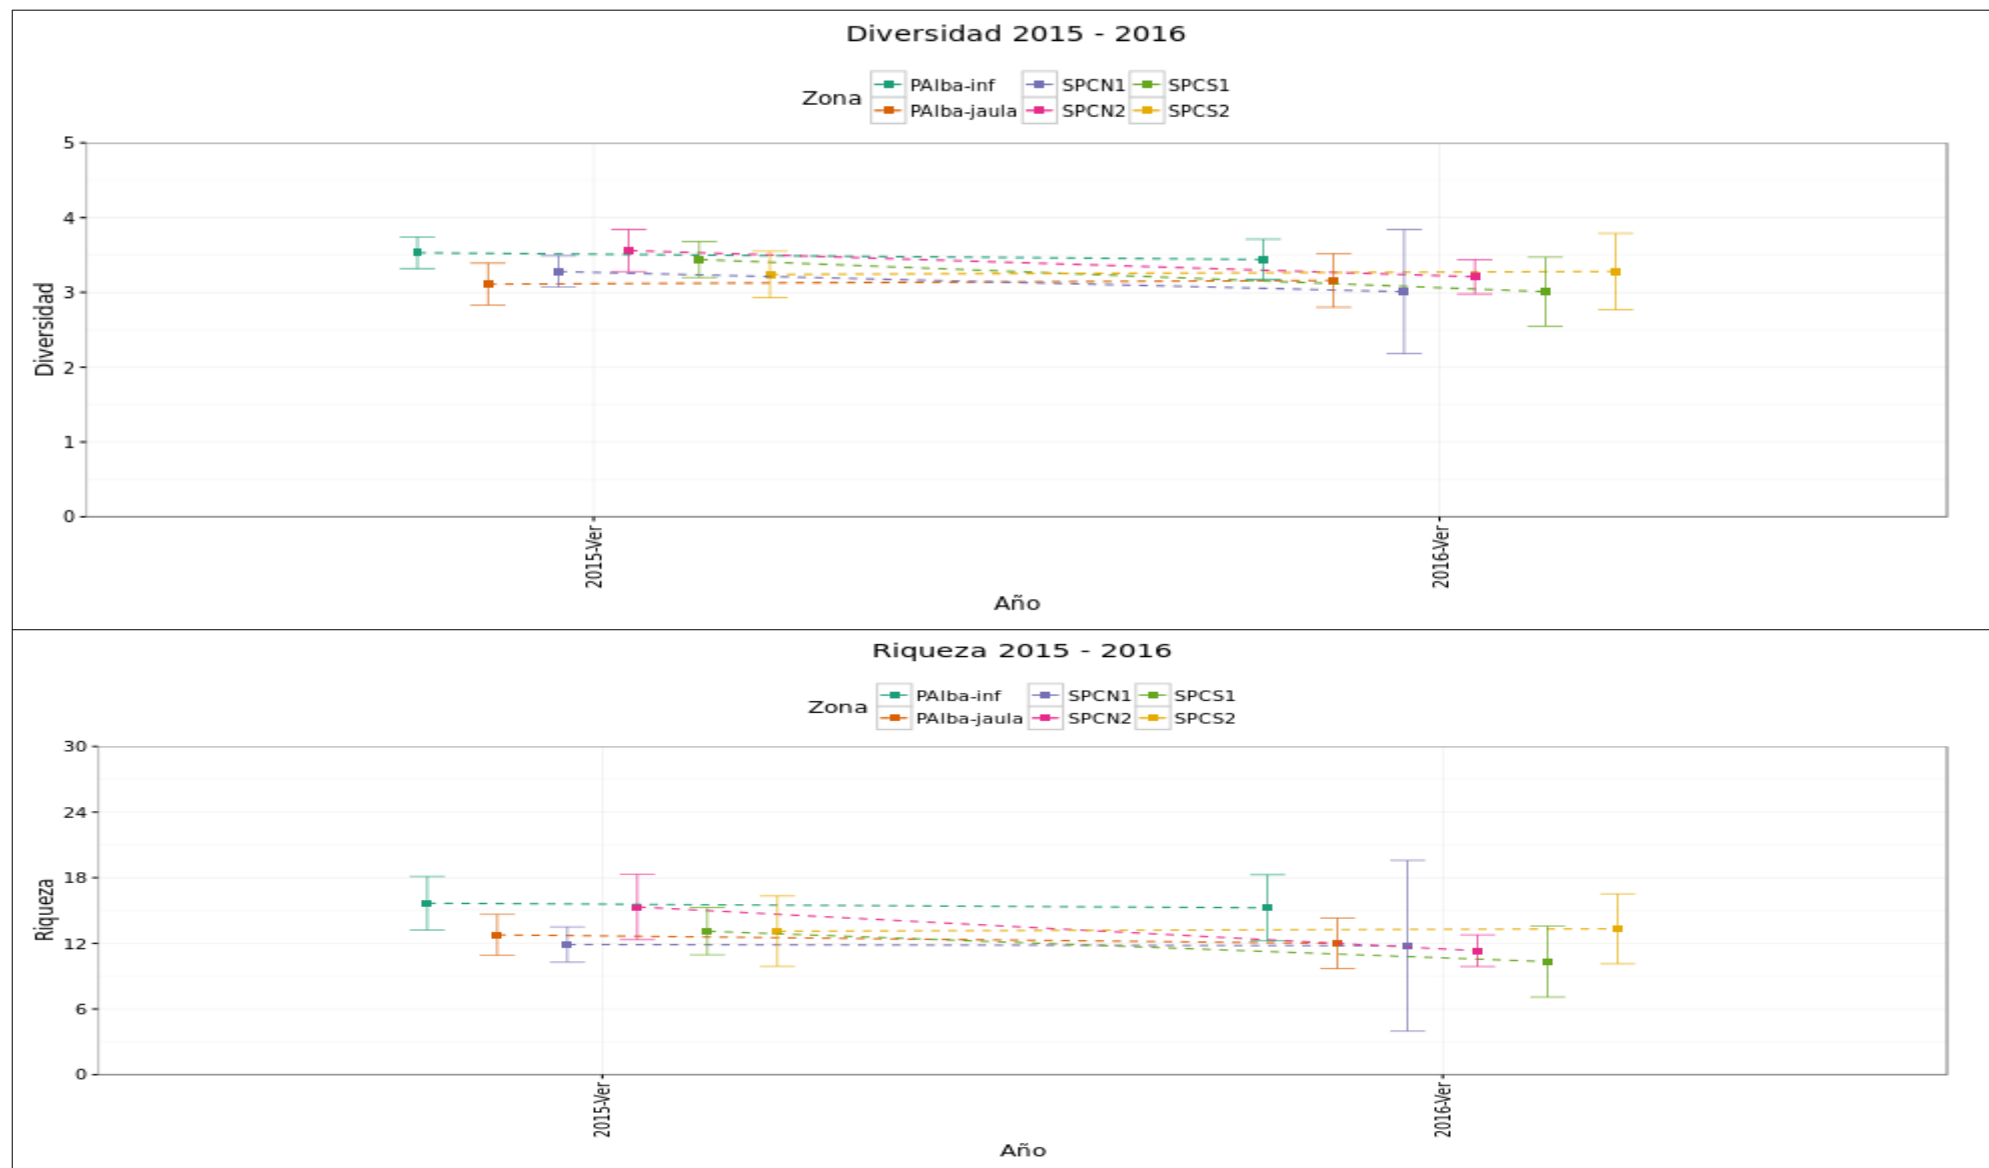 Diversidad 2015 - 2016
Zona
PAlba-inf SPCN1 SPCS1
PAlba-jaula SPCN2 SPCS2
5
4
3
2
1
0
Diversidad
2015-Ver 2016-Ver
Año
Riqueza 2015 - 2016
Zona
PAlba-inf SPCN1 SPCS1
PAlba-jaula SPCN2 SPCS2
30
24
18
12
6
0
Riqueza
2015-Ver 2016-Ver
Año